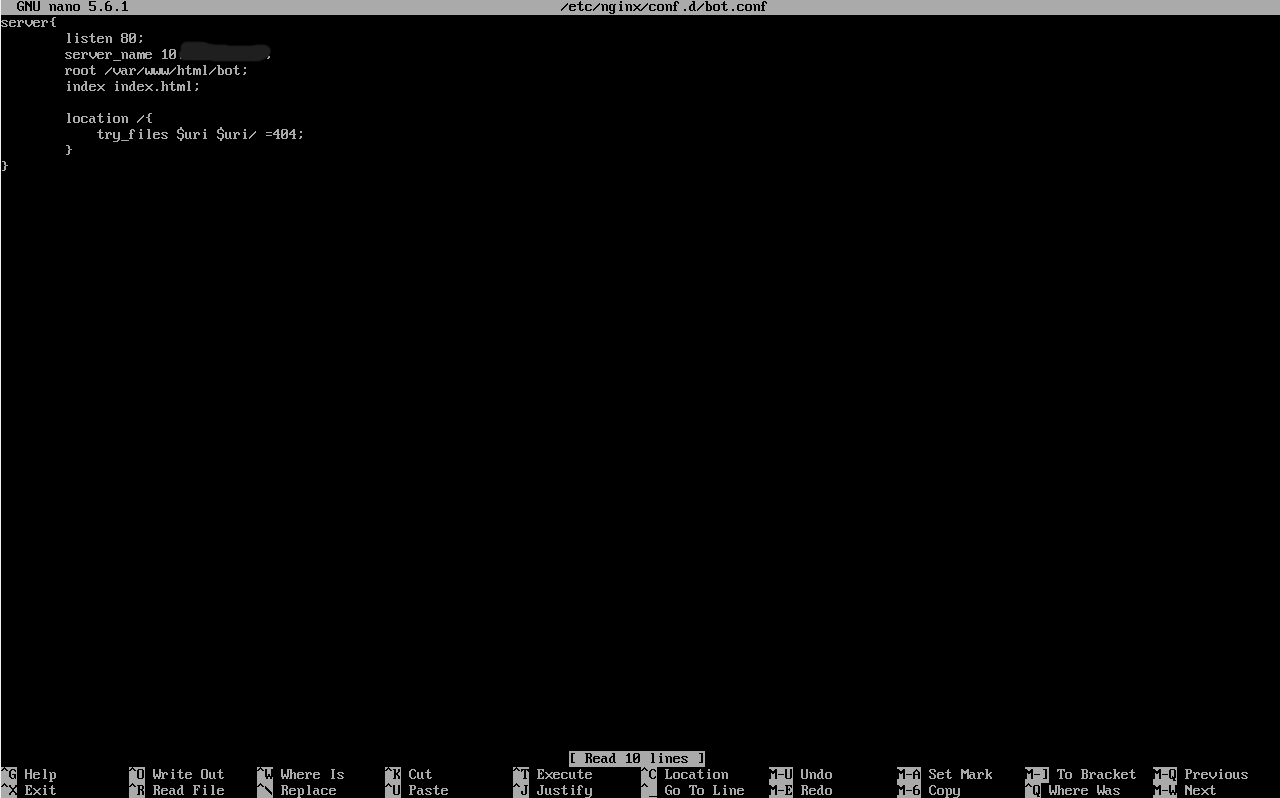 GNU nano 5.6.1 /etc/nginx/conf.d/bot.conf
server{
listen 80;
server_name 10
root /var/www/html/bot;
index index.html;
location /{
try_files $uri $uri/ =404;
}
}
[ Read 10 lines ]
^G Help ^O Write Out ^W Where Is ^K Cut ^T Execute ^C Location M-U Undo M-A Set Mark M-] To Bracket M-Q Previous
^X Exit ^R Read File ^\ Replace ^U Paste ^J Justify ^_ Go To Line M-E Redo M-6 Copy ^Q Where Was M-W Next